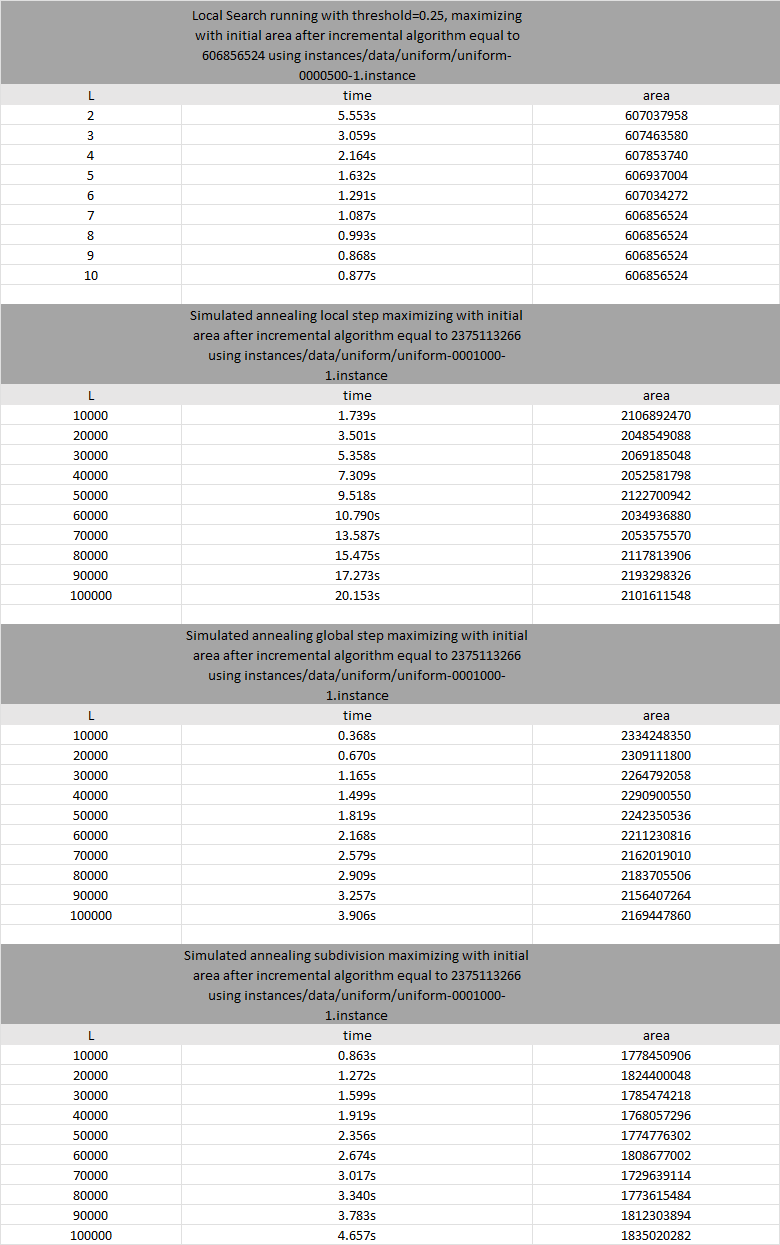 Local Search running with threshold=0.25, maximizing
with initial area after incremental algorithm equal to
606856524 using instances/data/uniform/uniform-
0000500-1.instance
L time area
2 5.553s 607037958
3 3.059s 607463580
4 2.164s 607853740
5 1.632s 606937004
6 1.291s 607034272
7 1.087s 606856524
8 0.993s 606856524
9 0.868s 606856524
10 0.877s 606856524
Simulated annealing local step maximizing with initial
area after incremental algorithm equal to 2375113266
using instances/data/uniform/uniform-0001000-
1.instance
L time area
10000 1.739s 2106892470
20000 3.501s 2048549088
30000 5.358s 2069185048
40000 7.309s 2052581798
50000 9.518s 2122700942
60000 10.790s 2034936880
70000 13.587s 2053575570
80000 15.475s 2117813906
90000 17.273s 2193298326
100000 20.153s 2101611548
Simulated annealing global step maximizing with initial
area after incremental algorithm equal to 2375113266
using instances/data/uniform/uniform-0001000-
1.instance
L time area
10000 0.368s 2334248350
20000 0.670s 2309111800
30000 1.165s 2264792058
40000 1.499s 2290900550
50000 1.819s 2242350536
60000 2.168s 2211230816
70000 2.579s 2162019010
80000 2.909s 2183705506
90000 3.257s 2156407264
100000 3.906s 2169447860
Simulated annealing subdivision maximizing with initial
area after incremental algorithm equal to 2375113266
using instances/data/uniform/uniform-0001000-
1.instance
L time area
10000 0.863s 1778450906
20000 1.272s 1824400048
30000 1.599s 1785474218
40000 1.919s 1768057296
50000 2.356s 1774776302
60000 2.674s 1808677002
70000 3.017s 1729639114
80000 3.340s 1773615484
90000 3.783s 1812303894
100000 4.657s 1835020282